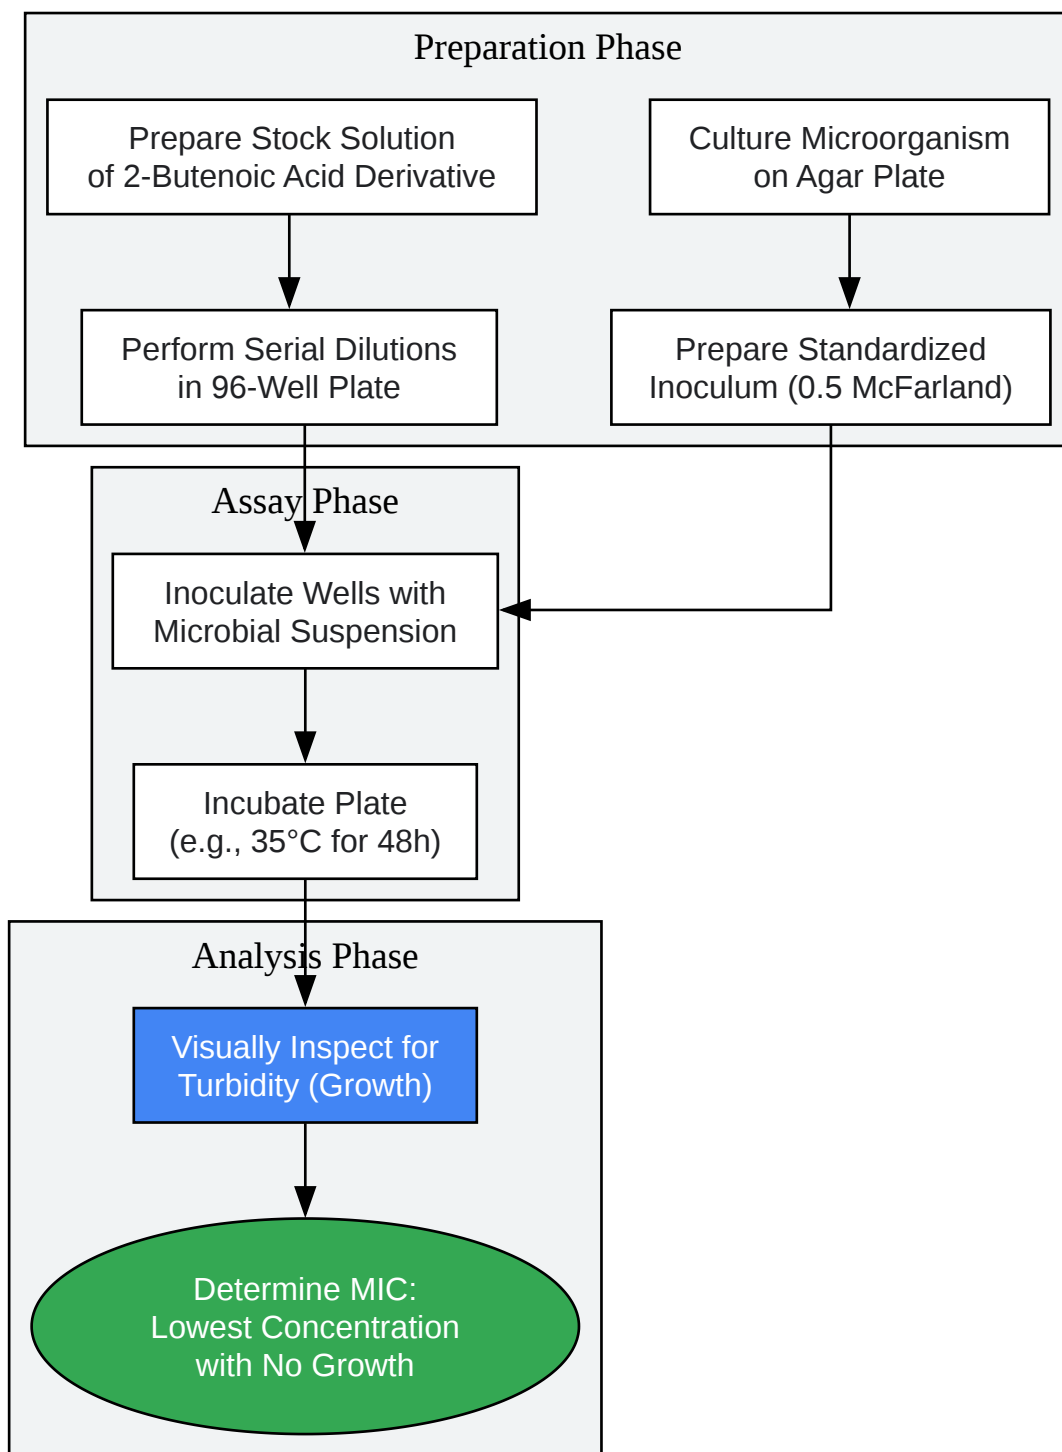 Preparation Phase
Prepare Stock Solution
of 2-Butenoic Acid Derivative
Culture Microorganism
on Agar Plate
Perform Serial Dilutions
in 96-Well Plate
Prepare Standardized
Inoculum (0.5 McFarland)
Assay Phase
Inoculate Wells with
Microbial Suspension
Incubate Plate
(e.g., 35°C for 48h)
Analysis Phase
Visually Inspect for
Turbidity (Growth)
Determine MIC:
Lowest Concentration
with No Growth